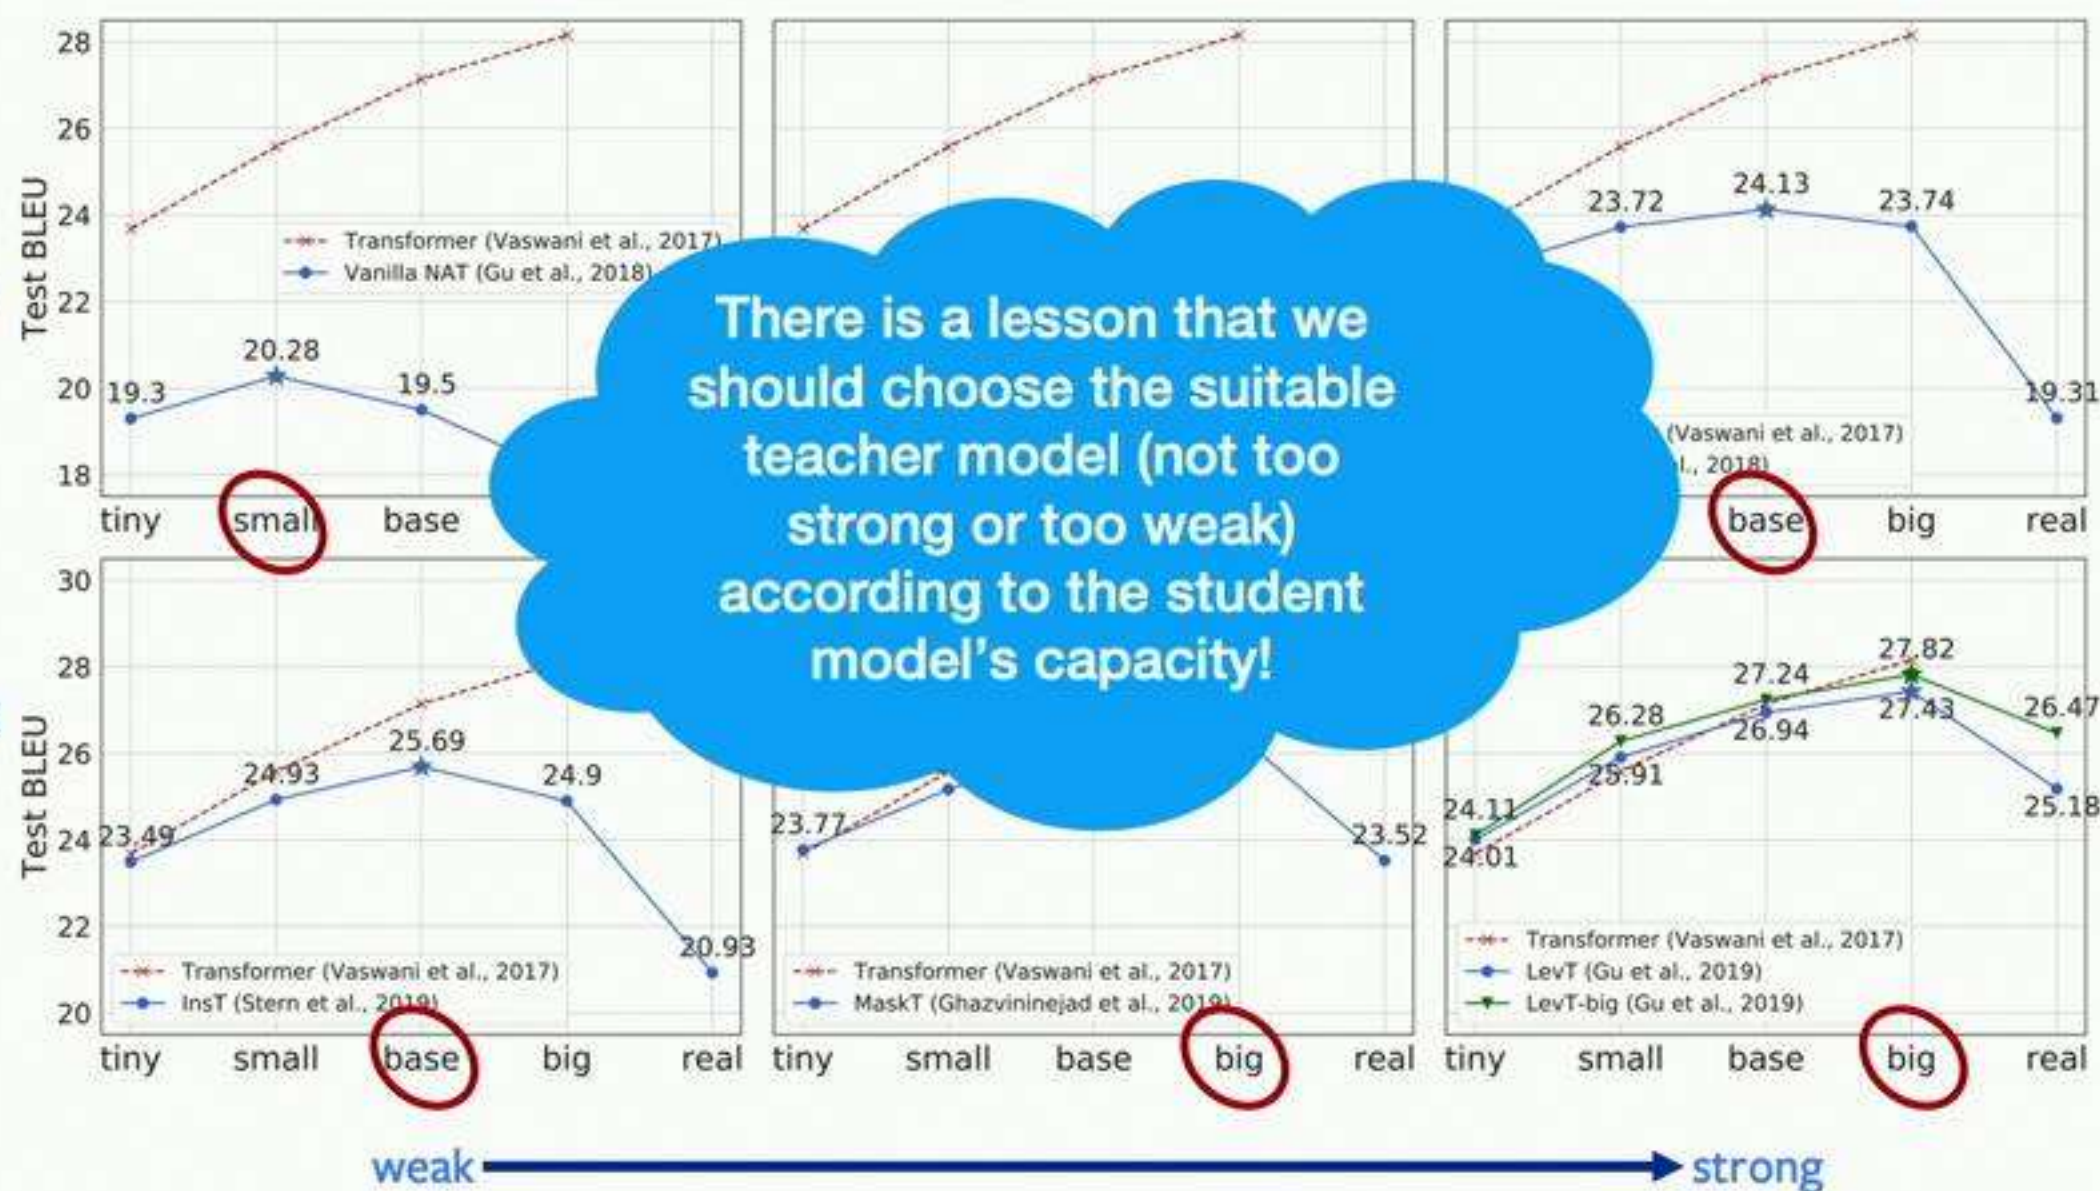 28
26
24
22
20
18
Test BLEU
Transformer (Vaswani et al., 2017)
Vanilla NAT (Gu et al., 2018)
19.3
20.28
19.5
tiny small base
23.72
24.13
23.74
19.31
(Vaswani et al., 2017)
l., 2018)
base big real
There is a lesson that we
should choose the suitable
teacher model (not too
strong or too weak)
according to the student
model's capacity!
30
28
26
24
22
20
Test BLEU
23.49
24.93
25.69
24.9
20.93
Transformer (Vaswani et al., 2017)
InsT (Stern et al., 2019)
tiny small base big real
23.77
23.52
Transformer (Vaswani et al., 2017)
MaskT (Ghazvininejad et al., 2019)
tiny small base big real
24.11
24.01
26.28
25.91
27.24
26.94
27.82
27.43
26.47
25.18
Transformer (Vaswani et al., 2017)
LevT (Gu et al., 2019)
LevT-big (Gu et al., 2019)
tiny small base big real
weak strong